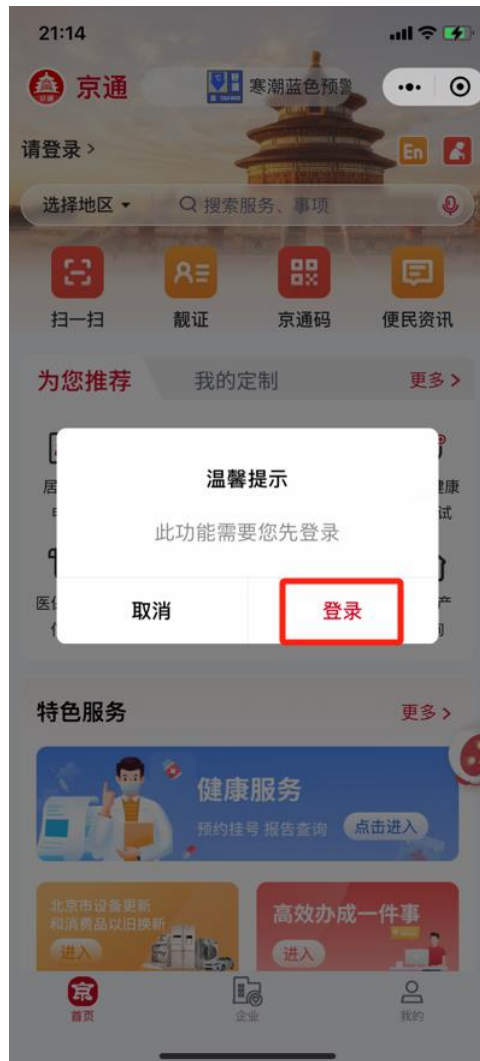 21:14
京通
寒潮蓝色预警
请登录 >
En
选择地区
搜索服务、事项
扫一扫
靓证
京通码
便民资讯
为您推荐
我的定制
更多 >
温馨提示
此功能需要您先登录
取消
登录
特色服务
更多 >
健康服务
预约挂号 报告查询
点击进入
北京市设备更新
和消费品以旧换新
进入
高效办成一件事
进入
京
首页
企业
我的